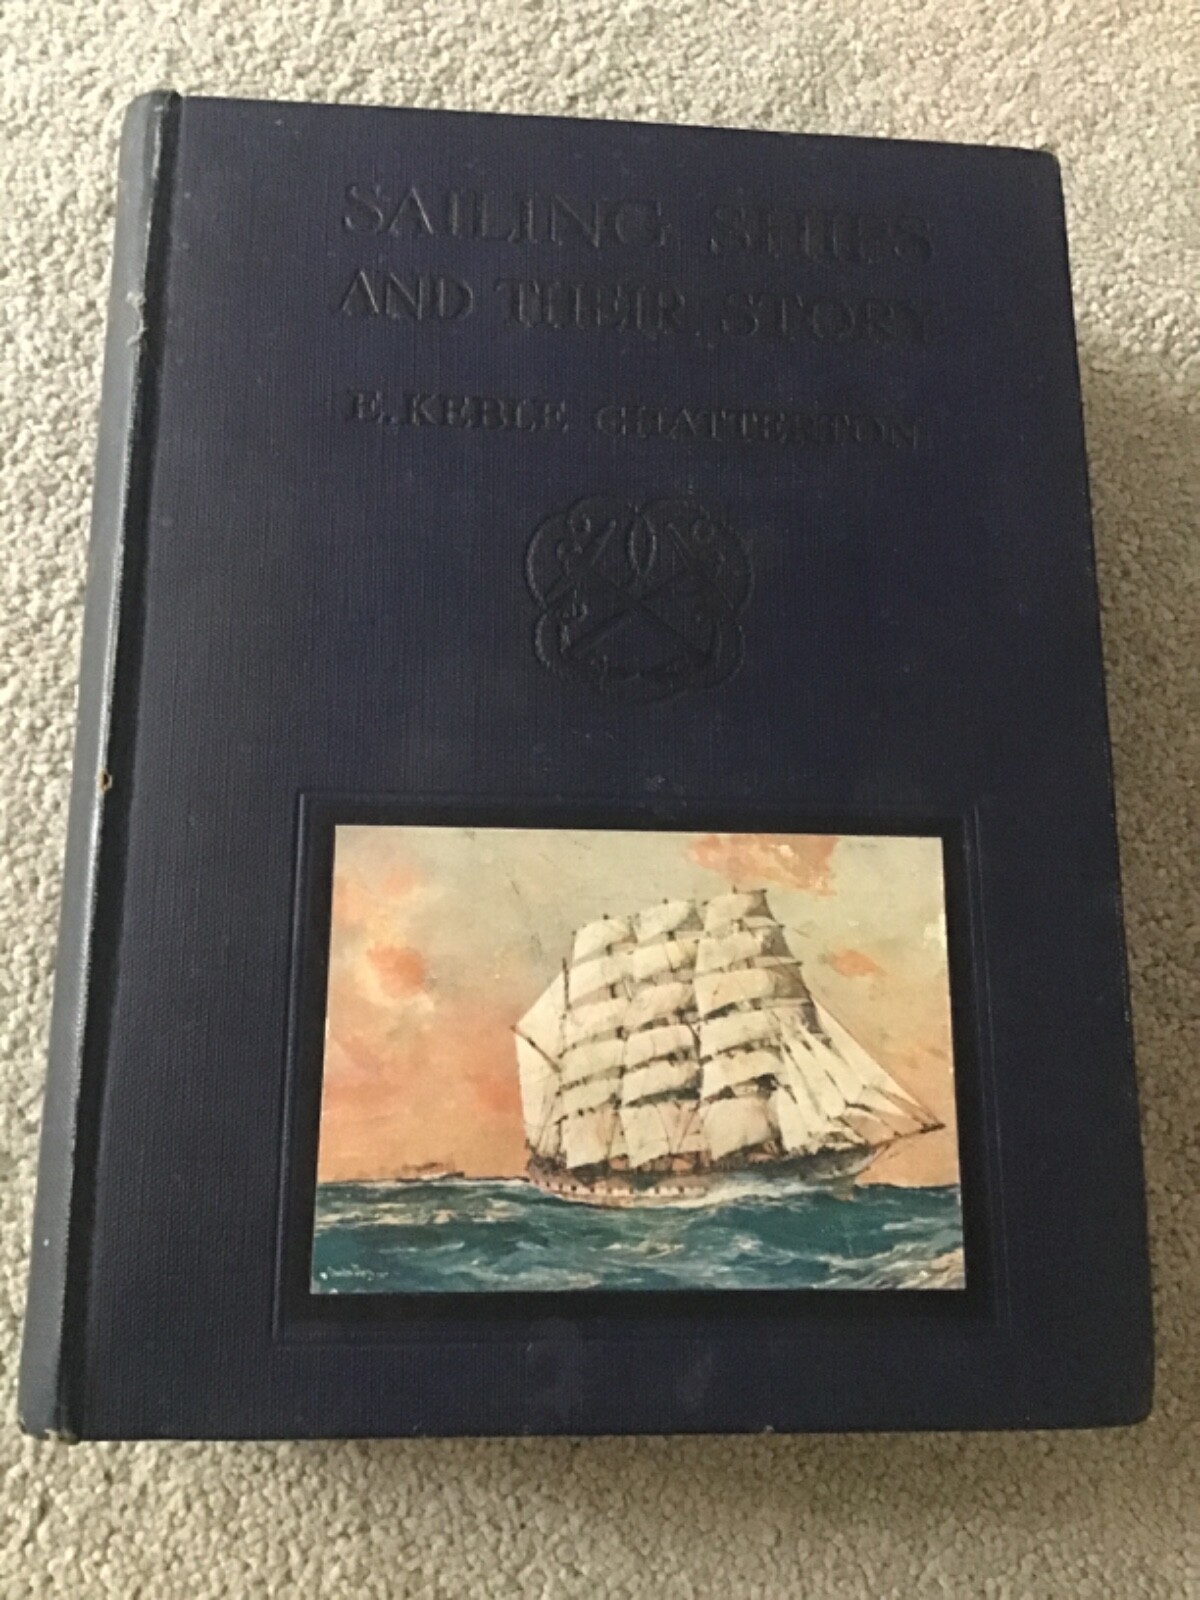 SAILING SHIPS
AND THEIR STORY
E. KEBLE CHATTERTON